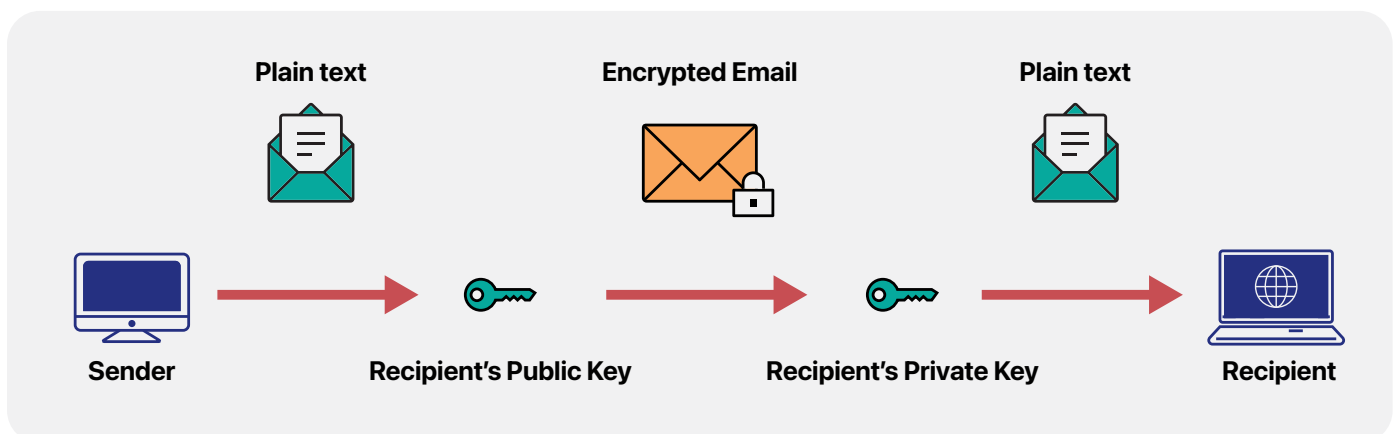 Plain text
Encrypted Email
Plain text
Sender
Recipient’s Public Key
Recipient’s Private Key
Recipient